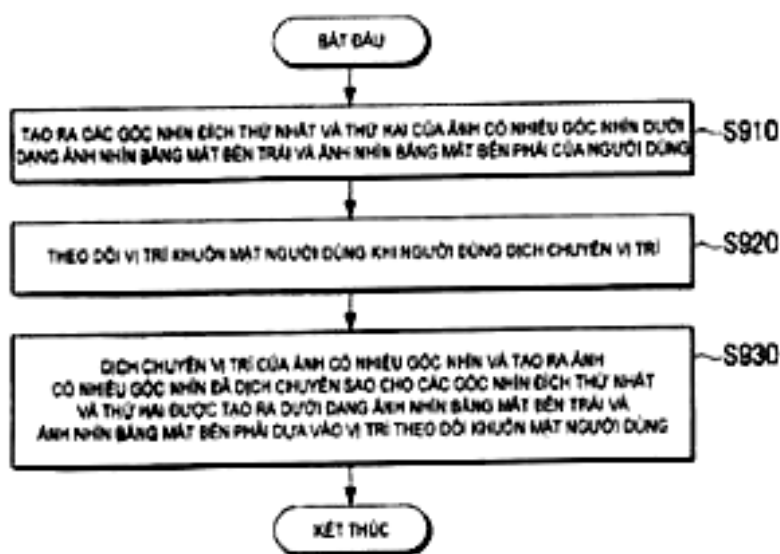 BẮT ĐẦU
TẠO RA CÁC GÓC NHÌN ĐÍCH THỨ NHẤT VÀ THỨ HAI CỦA ẢNH CÓ NHIỀU GÓC NHÌN DƯỚI
DẠNG ẢNH NHÌN BẰNG MẮT BÊN TRÁI VÀ ẢNH NHÌN BẰNG MẮT BÊN PHẢI CỦA NGƯỜI DÙNG
S910
THEO DÕI VỊ TRÍ KHUÔN MẶT NGƯỜI DÙNG KHI NGƯỜI DÙNG DỊCH CHUYỂN VỊ TRÍ
S920
DỊCH CHUYỂN VỊ TRÍ CỦA ẢNH CÓ NHIỀU GÓC NHÌN VÀ TẠO RA ẢNH
CÓ NHIỀU GÓC NHÌN ĐÃ DỊCH CHUYỂN SAO CHO CÁC GÓC NHÌN ĐÍCH THỨ NHẤT
VÀ THỨ HAI ĐƯỢC TẠO RA DƯỚI DẠNG ẢNH NHÌN BẰNG MẮT BÊN TRÁI VÀ
ẢNH NHÌN BẰNG MẮT BÊN PHẢI DỰA VÀO VỊ TRÍ THEO DÕI KHUÔN MẶT NGƯỜI DÙNG
S930
KẾT THÚC